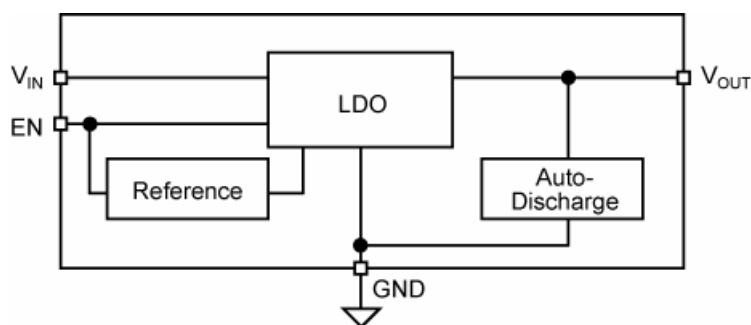 V_IN
LDO
V_OUT
EN
Reference
Auto-
Discharge
GND